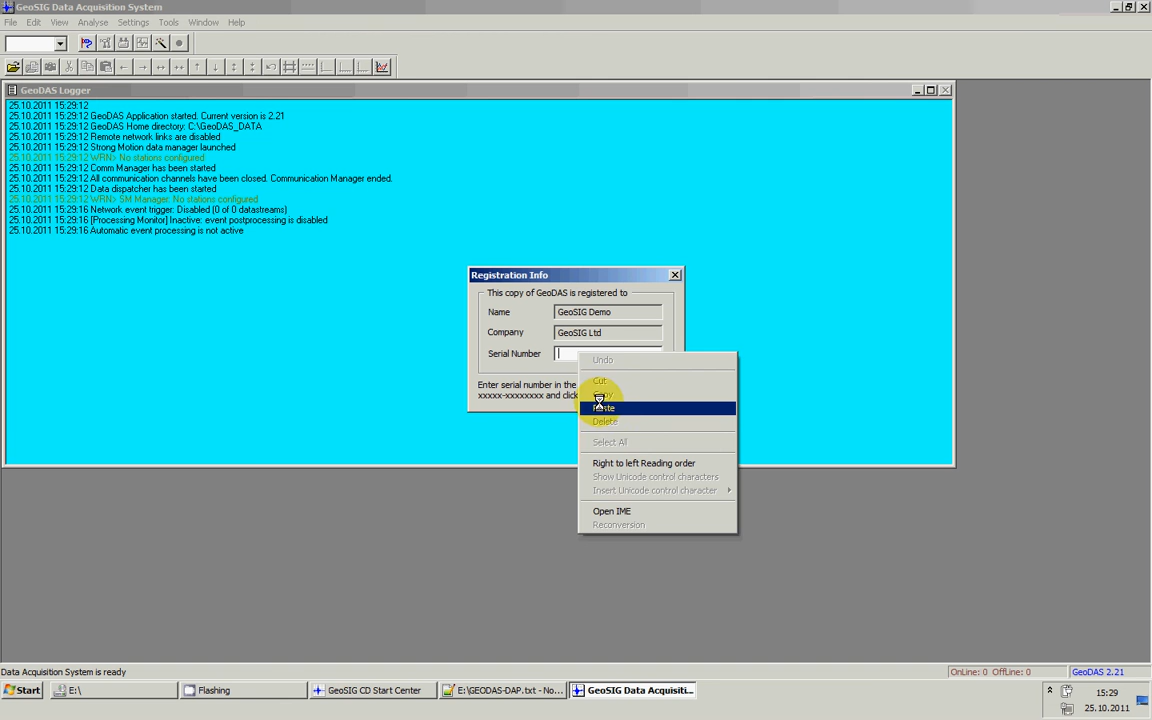 GeoSIG Data Acquisition System
File Edit View Analyse Settings Tools Window Help
GeoDAS Logger
25.10.2011 15:29:12
25.10.2011 15:29:12 GeoDAS Application started. Current version is 2.21
25.10.2011 15:29:12 GeoDAS Home directory: C:\GeoDAS_DATA
25.10.2011 15:29:12 Remote network links are disabled
25.10.2011 15:29:12 Strong Motion data manager launched
25.10.2011 15:29:12 WRN> No stations configured
25.10.2011 15:29:12 Comm Manager has been started
25.10.2011 15:29:12 All communication channels have been closed. Communication Manager ended.
25.10.2011 15:29:12 Data dispatcher has been started
25.10.2011 15:29:12 WRN> SM Manager: No stations configured
25.10.2011 15:29:16 Network event trigger: Disabled (0 of 0 datastreams)
25.10.2011 15:29:16 [Processing Monitor] Inactive: event postprocessing is disabled
25.10.2011 15:29:16 Automatic event processing is not active
Registration Info
This copy of GeoDAS is registered to
Name GeoSIG Demo
Company GeoSIG Ltd
Serial Number
Enter serial number in the
xxxxx-xxxxxxxx and click
Undo
Cut
Copy
Paste
Delete
Select All
Right to left Reading order
Show Unicode control characters
Insert Unicode control character
Open IME
Reconversion
Data Acquisition System is ready OnLine: 0 OffLine: 0 GeoDAS 2.21
Start E:\ Flashing GeoSIG CD Start Center E:\GEODAS-DAP.txt - No... GeoSIG Data Acquisiti... 15:29
25.10.2011